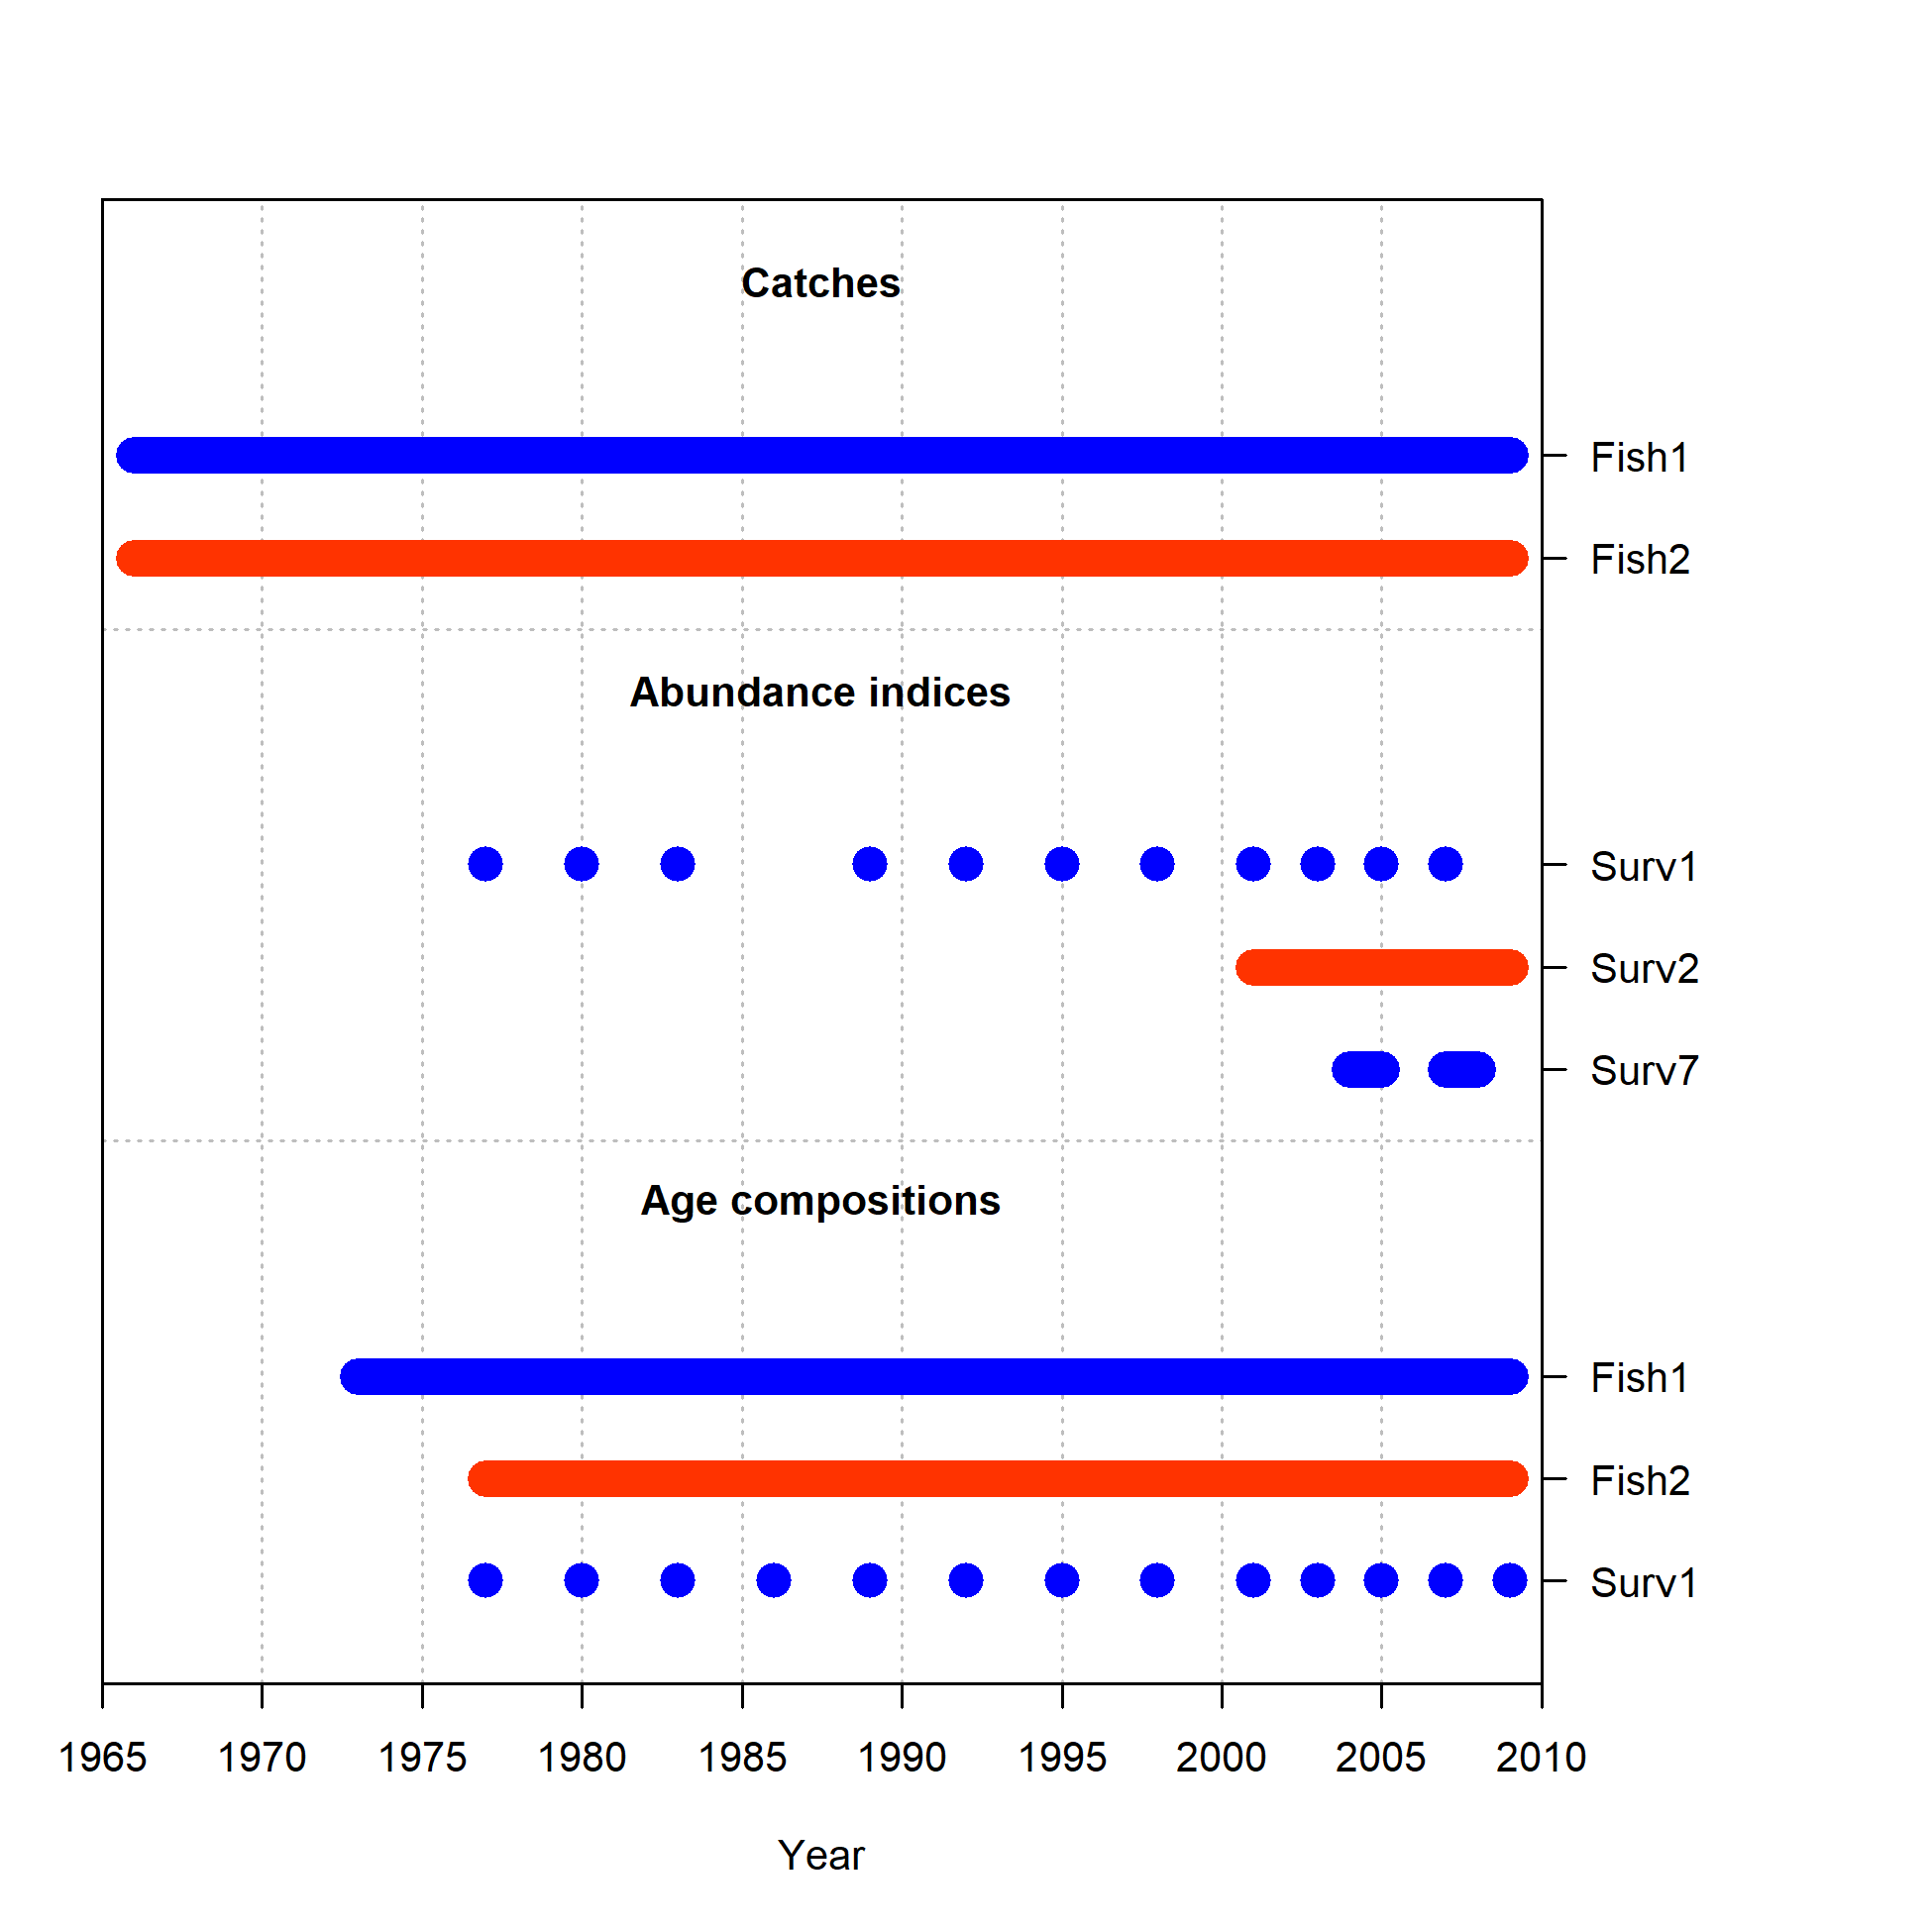 Catches
Fish1
Fish2
Abundance indices
Surv1
Surv2
Surv7
Age compositions
Fish1
Fish2
Surv1
1965 1970 1975 1980 1985 1990 1995 2000 2005 2010
Year